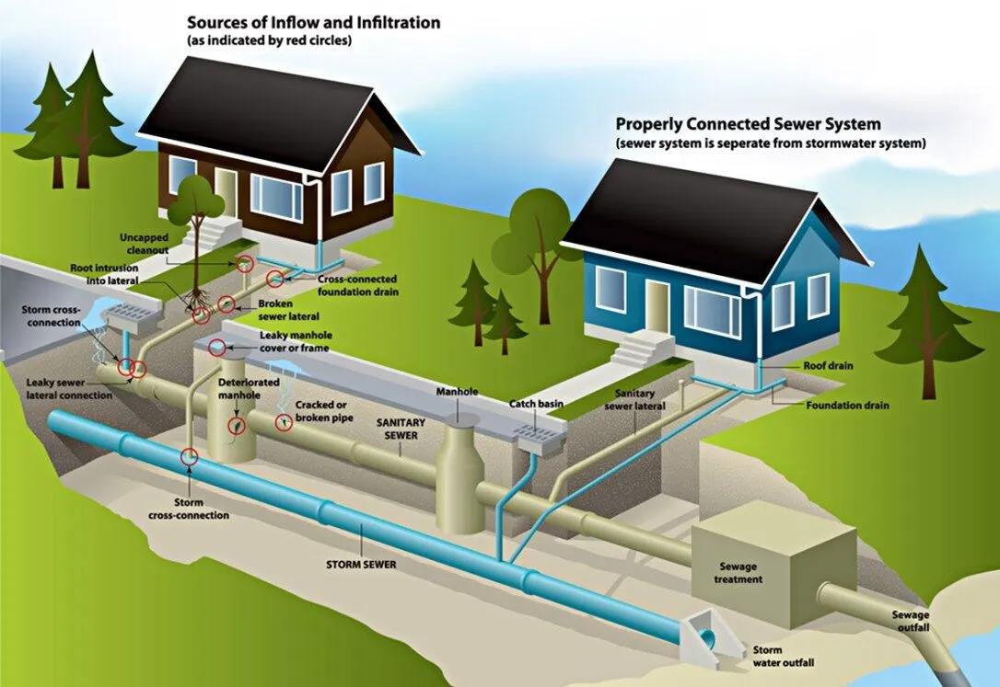 Sources of Inflow and Infiltration
(as indicated by red circles)
Properly Connected Sewer System
(sewer system is seperate from stormwater system)
Uncapped
cleanout
Root intrusion
into lateral
Cross-connected
foundation drain
Storm cross-
connection
Broken
sewer lateral
Leaky manhole
cover or frame
Leaky sewer
lateral connection
Deteriorated
manhole
Cracked or
broken pipe
SANITARY
SEWER
Manhole
Catch basin
Sanitary
sewer lateral
Roof drain
Foundation drain
Storm
cross-connection
STORM SEWER
Sewage
treatment
Sewage
outfall
Storm
water outfall